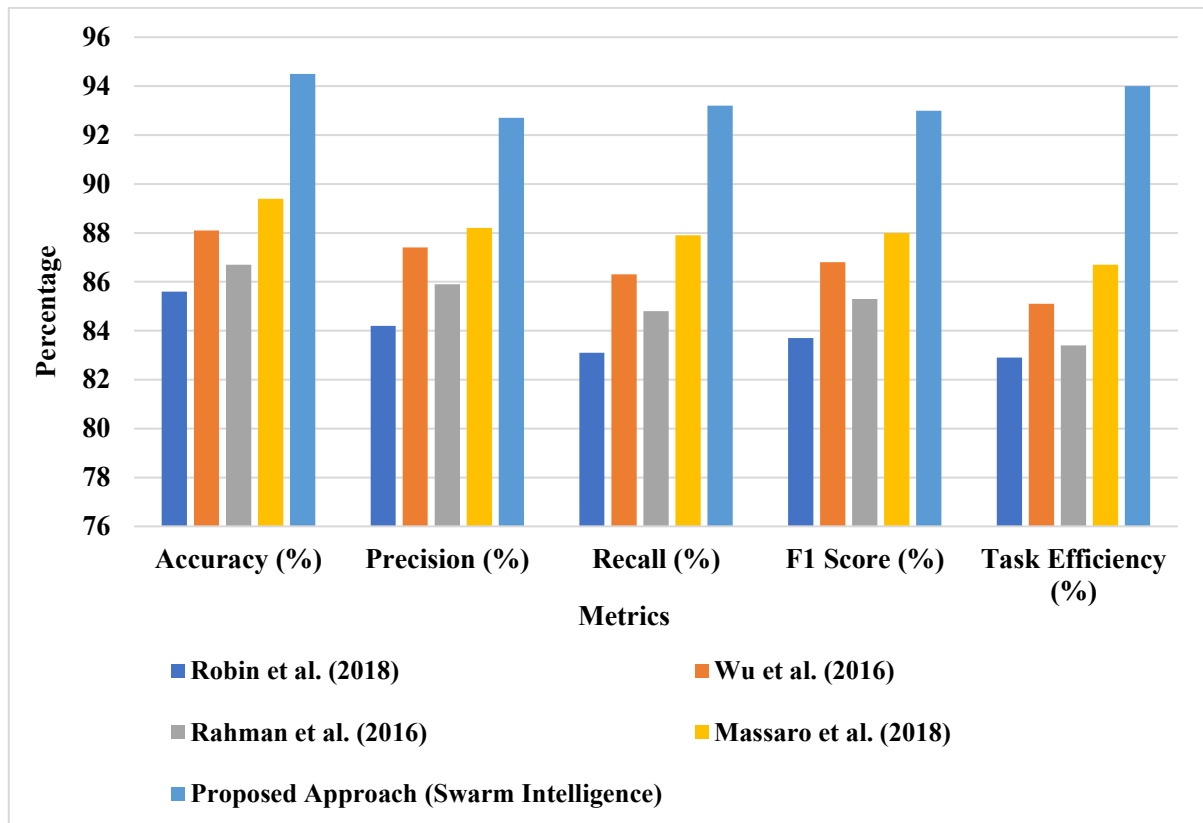 96
94
92
90
88
86
84
82
80
78
76
Percentage
Accuracy (%)
Precision (%)
Recall (%)
F1 Score (%)
Task Efficiency
(%)
Metrics
Robin et al. (2018)
Wu et al. (2016)
Rahman et al. (2016)
Massaro et al. (2018)
Proposed Approach (Swarm Intelligence)